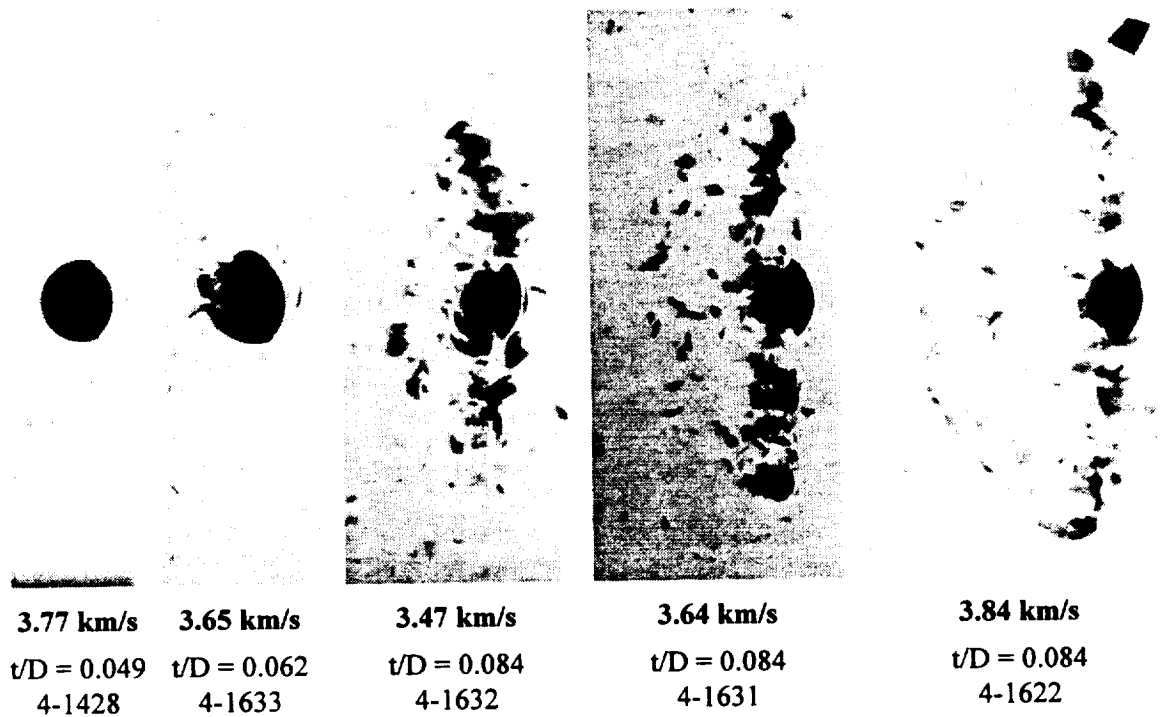 3.77 km/s 3.65 km/s 3.47 km/s 3.64 km/s 3.84 km/s
t/D = 0.049 t/D = 0.062 t/D = 0.084 t/D = 0.084 t/D = 0.084
4-1428 4-1633 4-1632 4-1631 4-1622